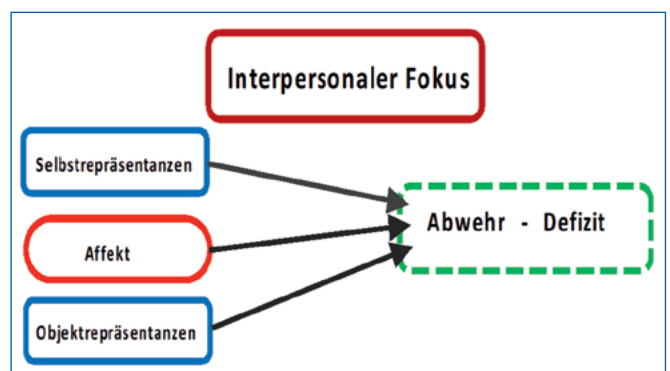 Interpersonaler Fokus
Selbstrepräsentanzen
Abwehr - Defizit
Affekt
Objektrepräsentanzen